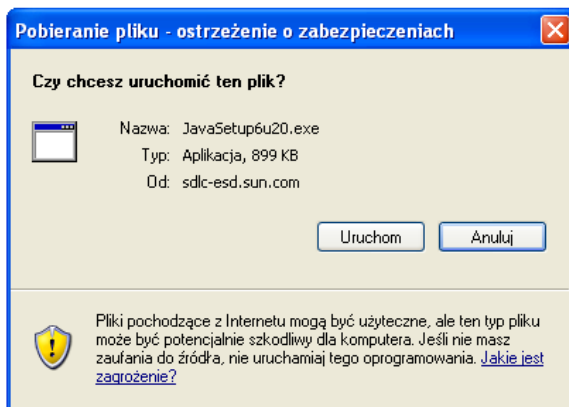 Pobieranie pliku - ostrzeżenie o zabezpieczeniach
Czy chcesz uruchomić ten plik?
Nazwa: JavaSetup6u20.exe
Typ: Aplikacja, 899 KB
Od: sdlc-esd.sun.com
Uruchom Anuluj
Pliki pochodzące z Internetu mogą być użyteczne, ale ten typ pliku
może być potencjalnie szkodliwy dla komputera. Jeśli nie masz
zaufania do źródła, nie uruchamiaj tego oprogramowania. Jakie jest
zagrożenie?